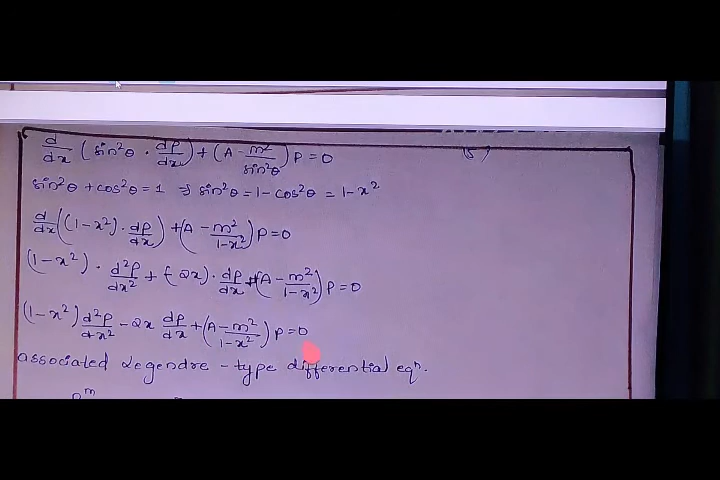 d/dx (sin²θ · dP/dx) + (A - m²/sin²θ) P = 0 (5)
sin²θ + cos²θ = 1 ⇒ sin²θ = 1 - cos²θ = 1 - x²
d/dx ((1-x²) · dP/dx) + (A - m²/1-x²) P = 0
(1-x²) · d²P/dx² + (-2x) · dP/dx + (A - m²/1-x²) P = 0
(1-x²) d²P/dx² - 2x dP/dx + (A - m²/1-x²) P = 0
associated Legendre - type differential eqn.